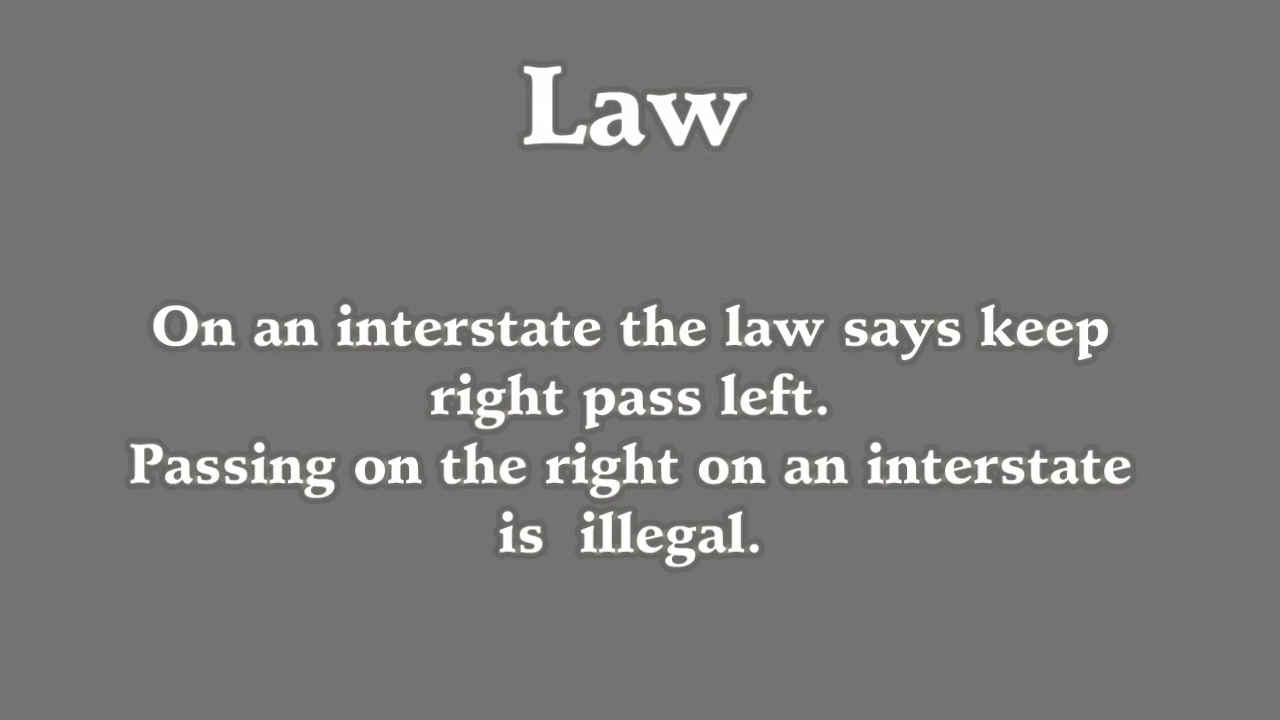 Law
On an interstate the law says keep
right pass left.
Passing on the right on an interstate
is  illegal.